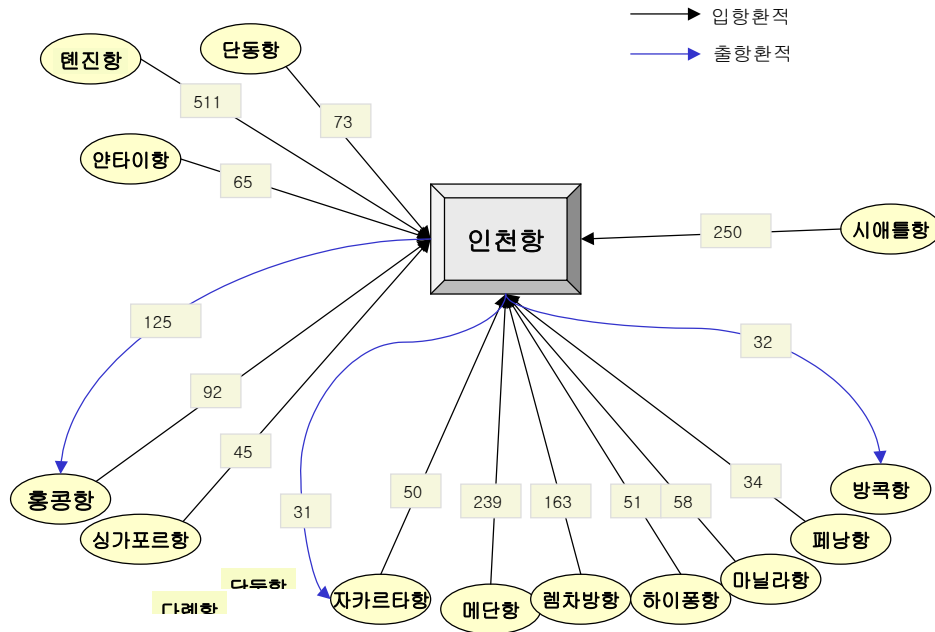 입항환적
출항환적
톈진항
단동항
511
73
얀타이항
65
인천항
시애틀항
250
125
32
92
45
홍콩항
싱가포르항
31
50
239
163
51
58
34
방콕항
페낭항
마닐라항
자카르타항
메단항
렘차방항
하이퐁항